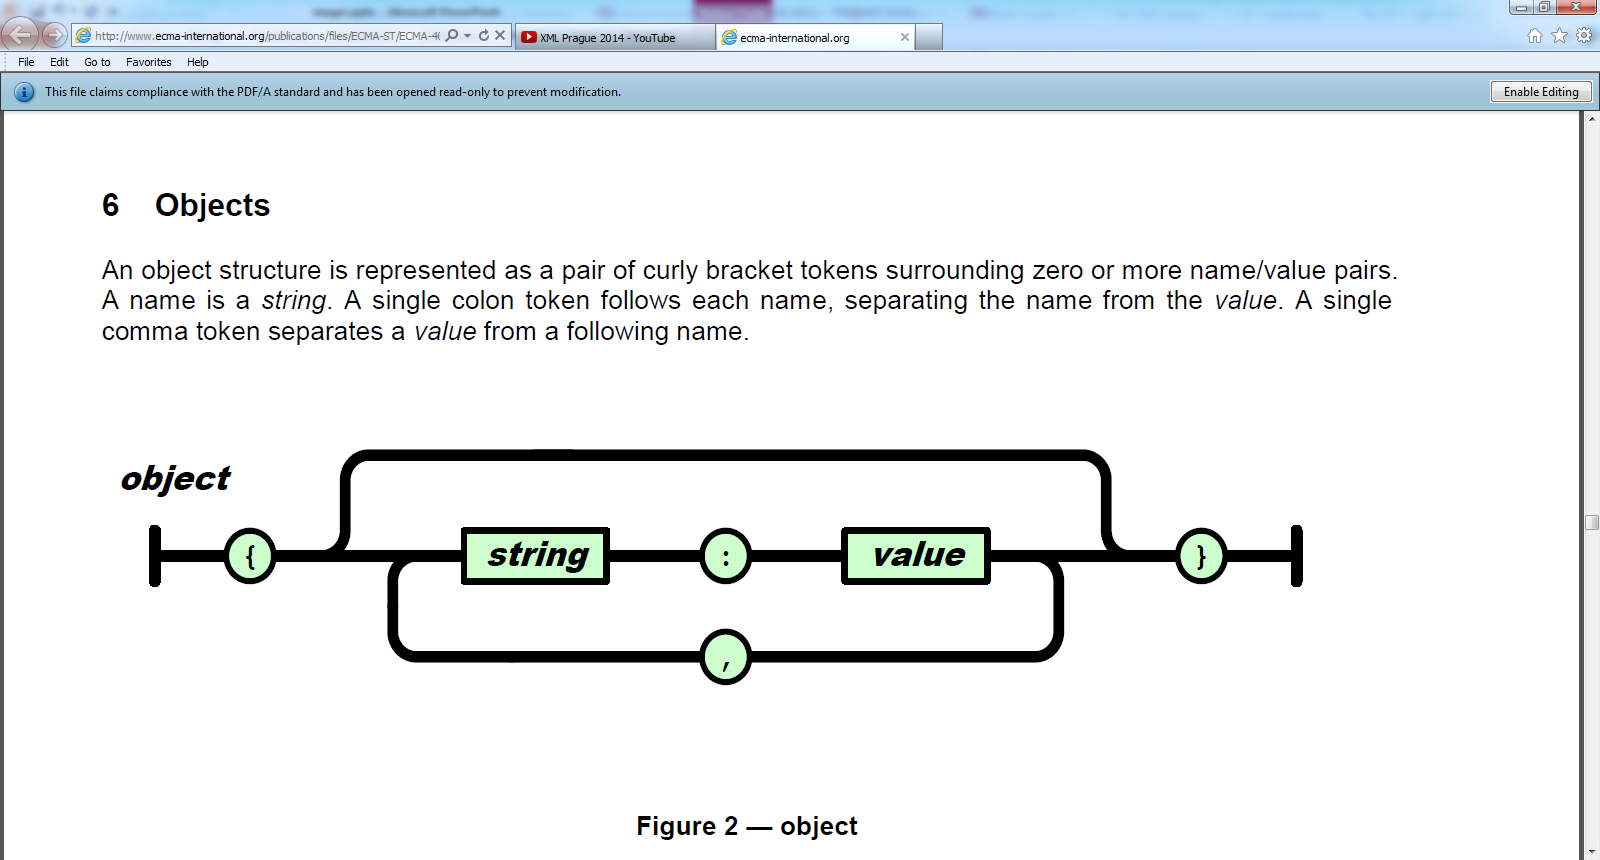 http://www.ecma-international.org/publications/files/ECMA-ST/ECMA-4
XML Prague 2014 - YouTube
ecma-international.org
File Edit Go to Favorites Help
This file claims compliance with the PDF/A standard and has been opened read-only to prevent modification.
Enable Editing
6 Objects
An object structure is represented as a pair of curly bracket tokens surrounding zero or more name/value pairs.
A name is a string. A single colon token follows each name, separating the name from the value. A single
comma token separates a value from a following name.
object
{ string : value }
,
Figure 2 — object